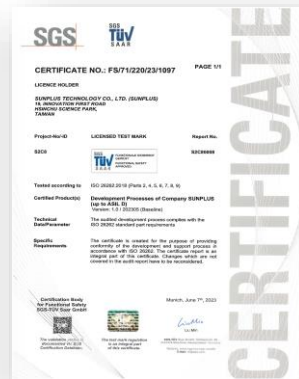 SGS
TÜV
SAAR
CERTIFICATE NO.: FS/71/220/23/1097
PAGE 1/1
LICENCE HOLDER
SUNPLUS TECHNOLOGY CO., LTD. (SUNPLUS)
19, INNOVATION FIRST ROAD
HSINCHU SCIENCE PARK,
TAIWAN
Project-No/-ID
LICENSED TEST MARK
Report No.
S2C0
TÜV
SAAR
Tested according to
ISO 26262:2018 (Parts 2, 4, 5, 6, 7, 8, 9)
Certified Product(s)
Development Processes of Company SUNPLUS
(up to ASIL D)
Version: 1.0 / 202305 (Baseline)
Technical
Data/Parameter
The audited development process complies with the
ISO 26262 standard part requirements
Specific
Requirements
The certificate is created for the purpose of providing
conformity of the development and support process in
accordance with ISO 26262. The certificate report is an
integral part of this certificate. Changes which are not
covered in the audit report have to be reconsidered.
Certification Body
for Functional Safety
SGS-TÜV Saar GmbH
Munich, June 7th, 2023
CERTIFICATE